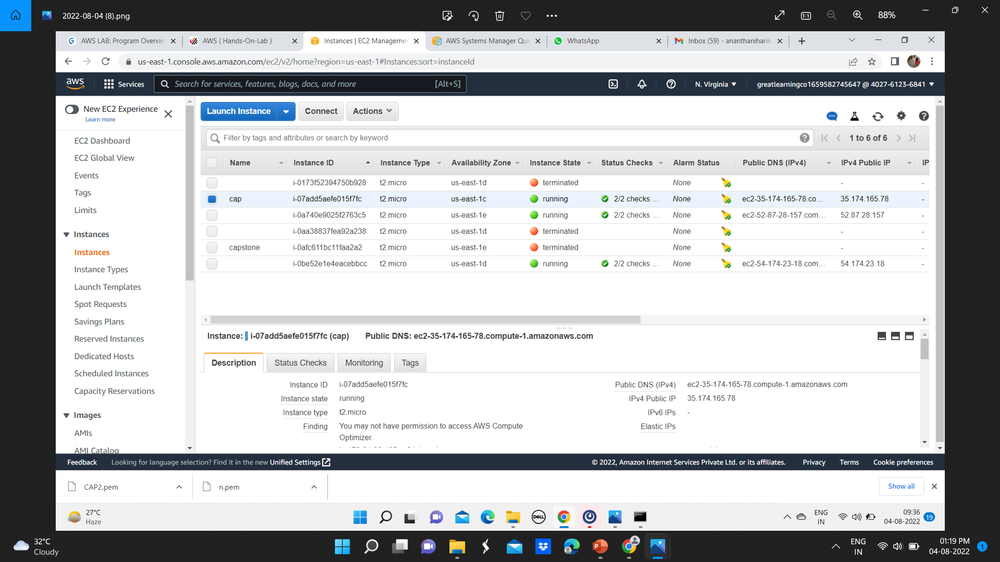 2022-08-04 (8).png
88%
AWS LAB: Program Overvie
AWS ( Hands-On-Lab )
Instances | EC2 Managemen
AWS Systems Manager Qui
WhatsApp
Inbox (59) - ananthaniharik
us-east-1.console.aws.amazon.com/ec2/v2/home?region=us-east-1#Instances:sort=instanceId
aws
Services
Search for services, features, blogs, docs, and more
[Alt+S]
N. Virginia
greatlearningco1659582745647 @ 4027-6123-6841
New EC2 Experience
Learn more
EC2 Dashboard
EC2 Global View
Events
Tags
Limits
Instances
Instances
Instance Types
Launch Templates
Spot Requests
Savings Plans
Reserved Instances
Dedicated Hosts
Scheduled Instances
Capacity Reservations
Images
AMIs
AMI Catalog
Launch Instance
Connect
Actions
Filter by tags and attributes or search by keyword
1 to 6 of 6
Name Instance ID Instance Type Availability Zone Instance State Status Checks Alarm Status Public DNS (IPv4) IPv4 Public IP IP
i-0173f52394750b928 t2.micro us-east-1d terminated None - -
cap i-07add5aefe015f7fc t2.micro us-east-1c running 2/2 checks ... None ec2-35-174-165-78.co... 35.174.165.78 -
i-0a740e9025f2763c5 t2.micro us-east-1e running 2/2 checks ... None ec2-52-87-28-157.com... 52.87.28.157 -
i-0aa38837fea92a238 t2.micro us-east-1d terminated None - -
capstone i-0afc611bc11faa2a2 t2.micro us-east-1e terminated None - -
i-0be52e1e4eacebbcc t2.micro us-east-1d running 2/2 checks ... None ec2-54-174-23-18.com... 54.174.23.18 -
Instance: i-07add5aefe015f7fc (cap) Public DNS: ec2-35-174-165-78.compute-1.amazonaws.com
Description
Status Checks
Monitoring
Tags
Instance ID i-07add5aefe015f7fc
Instance state running
Instance type t2.micro
Finding You may not have permission to access AWS Compute
Optimizer.
Public DNS (IPv4) ec2-35-174-165-78.compute-1.amazonaws.com
IPv4 Public IP 35.174.165.78
IPv6 IPs -
Elastic IPs
Feedback
Looking for language selection? Find it in the new Unified Settings
© 2022, Amazon Internet Services Private Ltd. or its affiliates.
Privacy
Terms
Cookie preferences
CAP2.pem
n.pem
Show all
27°C
Haze
DELL
ENG
IN
09:36
04-08-2022
19
32°C
Cloudy
ENG
IN
01:19 PM
04-08-2022
1